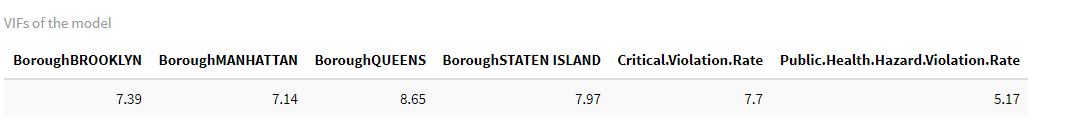 VIFs of the model
BoroughBROOKLYN BoroughMANHATTAN BoroughQUEENS BoroughSTATEN ISLAND Critical.Violation.Rate Public.Health.Hazard.Violation.Rate
7.39 7.14 8.65 7.97 7.7 5.17